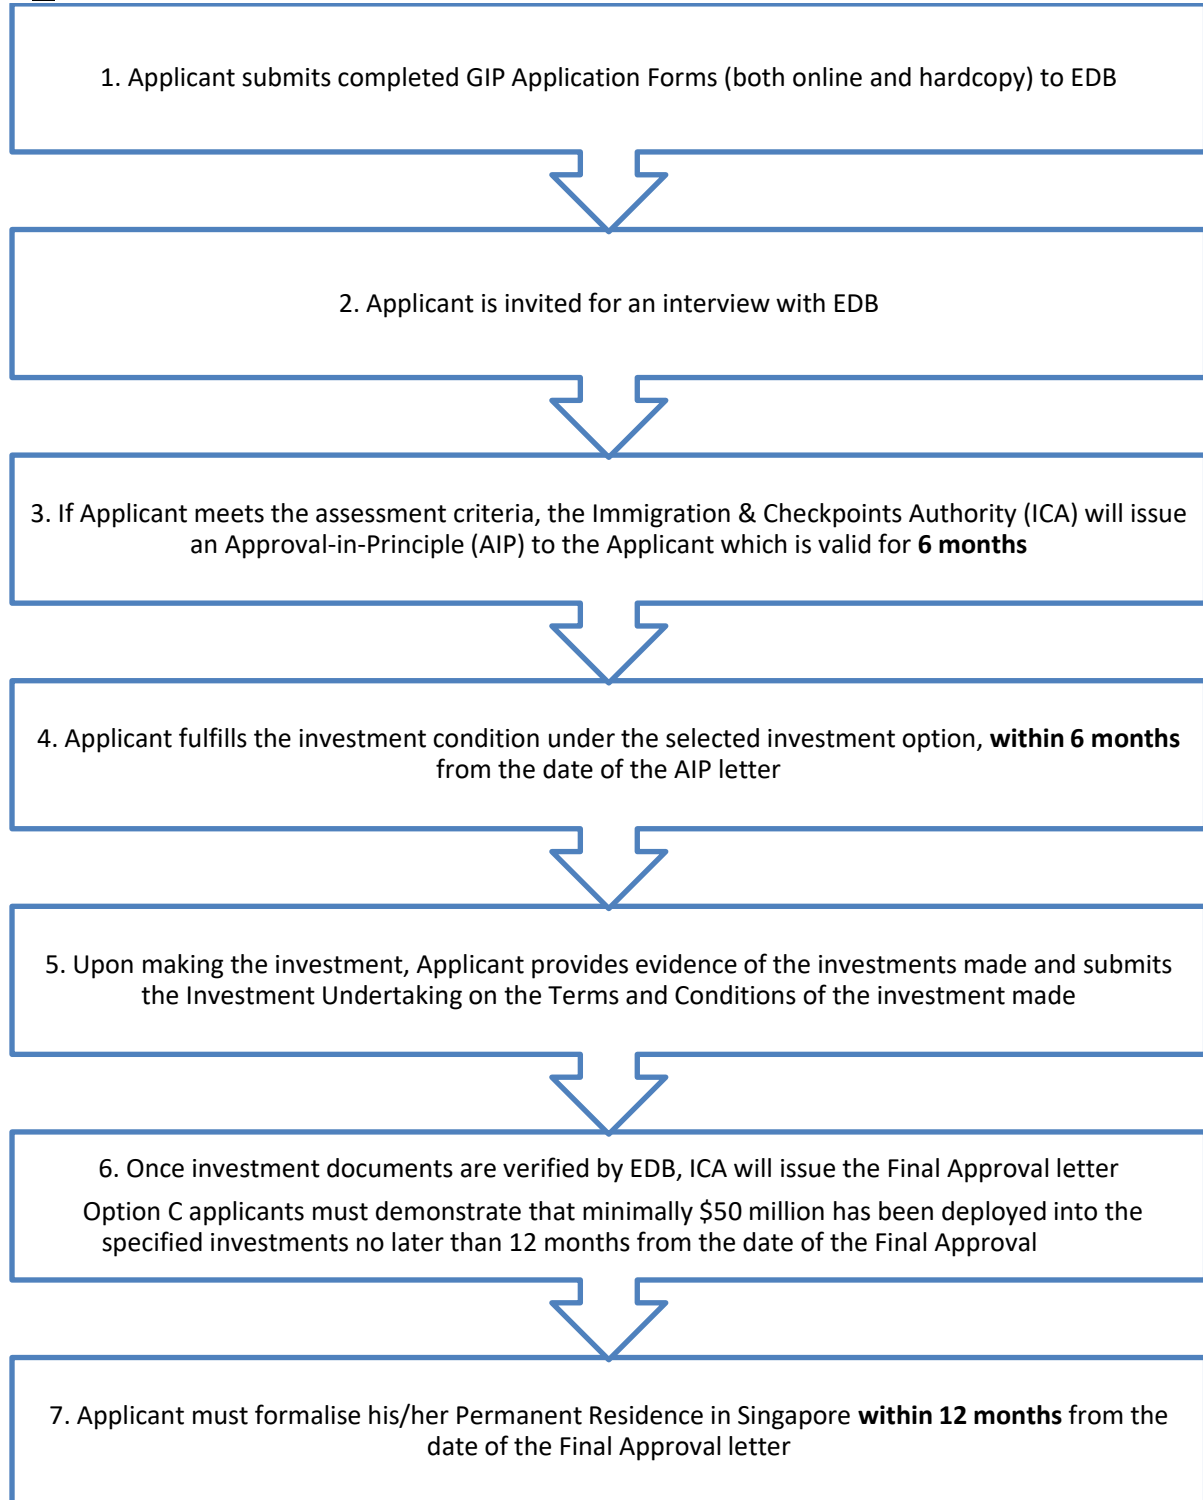 1. Applicant submits completed GIP Application Forms (both online and hardcopy) to EDB
2. Applicant is invited for an interview with EDB
3. If Applicant meets the assessment criteria, the Immigration & Checkpoints Authority (ICA) will issue
an Approval-in-Principle (AIP) to the Applicant which is valid for 6 months
4. Applicant fulfills the investment condition under the selected investment option, within 6 months
from the date of the AIP letter
5. Upon making the investment, Applicant provides evidence of the investments made and submits
the Investment Undertaking on the Terms and Conditions of the investment made
6. Once investment documents are verified by EDB, ICA will issue the Final Approval letter
Option C applicants must demonstrate that minimally $50 million has been deployed into the
specified investments no later than 12 months from the date of the Final Approval
7. Applicant must formalise his/her Permanent Residence in Singapore within 12 months from the
date of the Final Approval letter